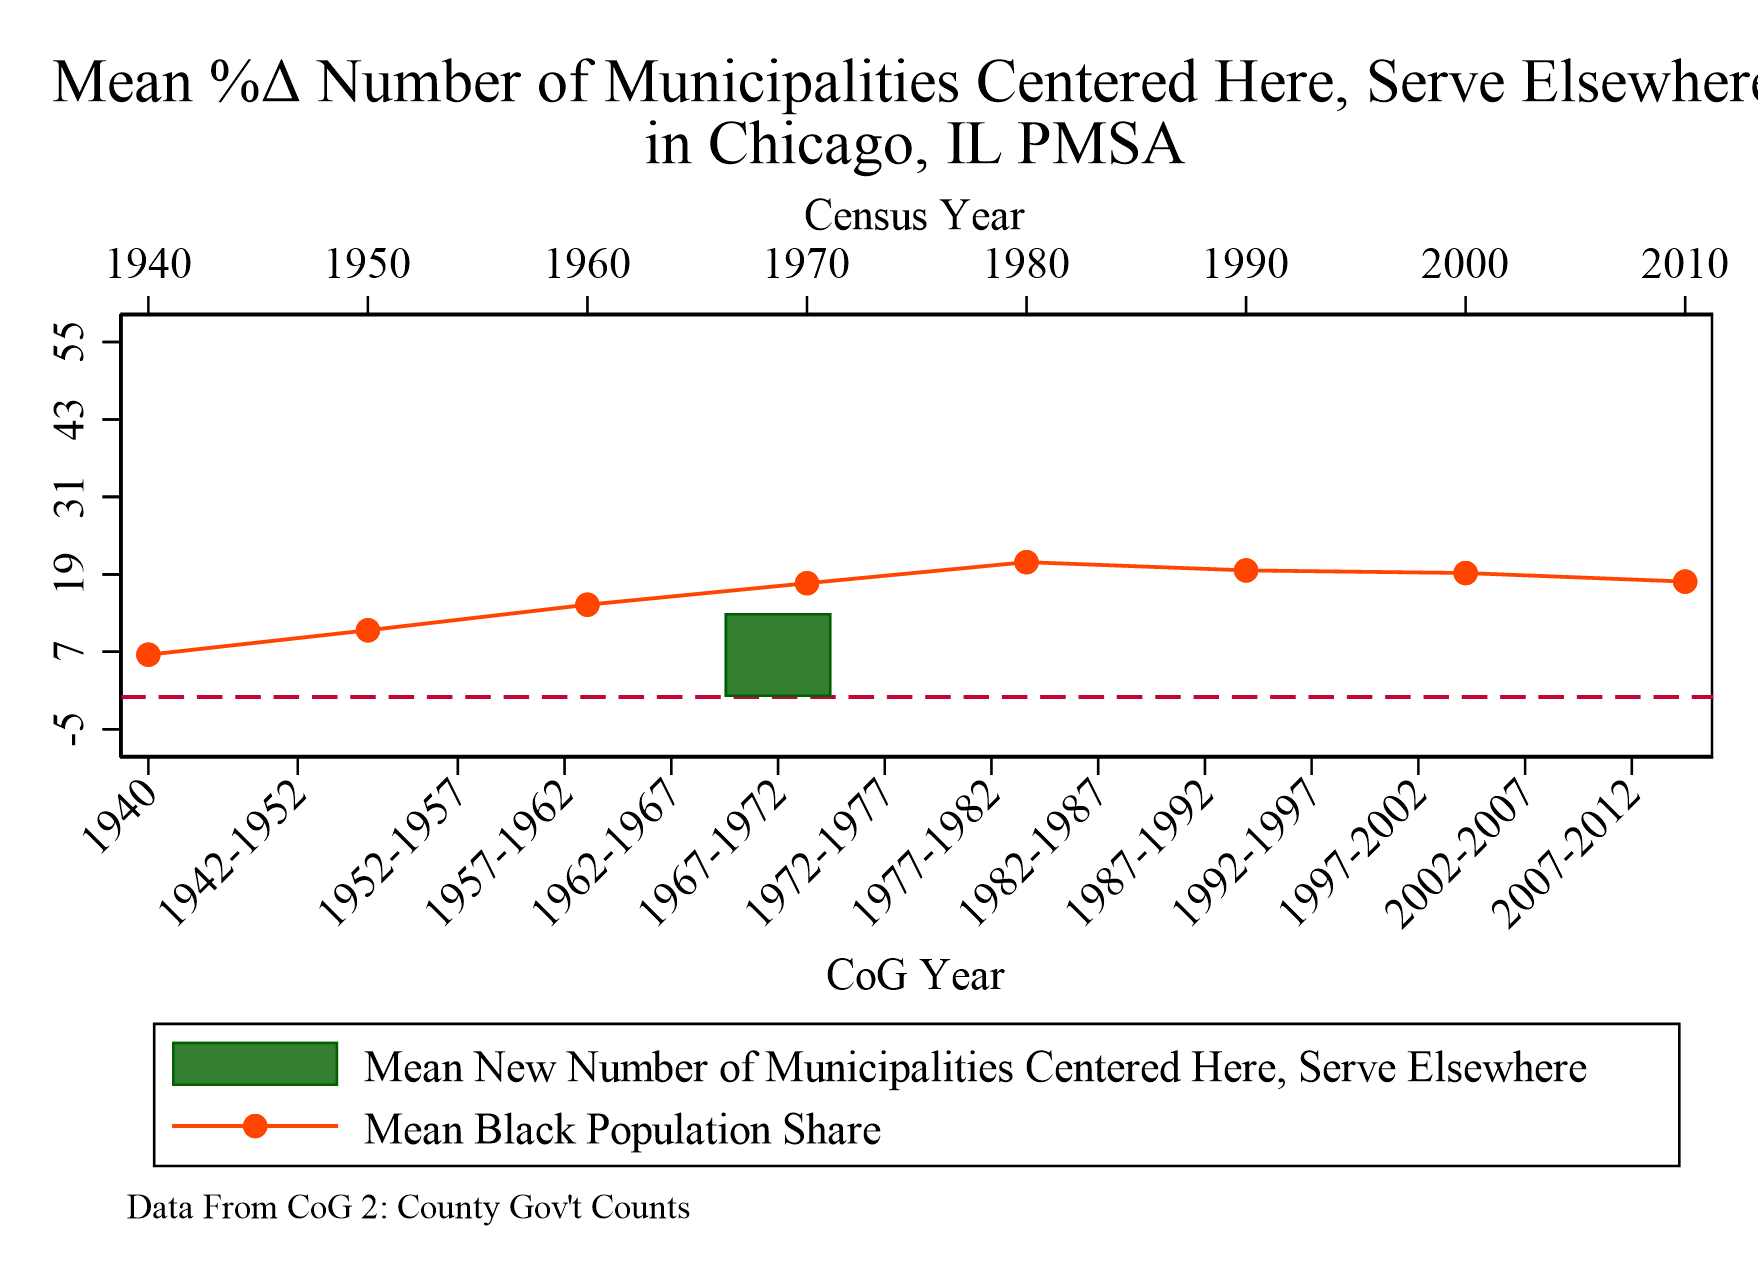 Mean %Δ Number of Municipalities Centered Here, Serve Elsewhere
in Chicago, IL PMSA
Census Year
1940 1950 1960 1970 1980 1990 2000 2010
55
43
31
19
7
-5
1940 1942-1952 1952-1957 1957-1962 1962-1967 1967-1972 1972-1977 1977-1982 1982-1987 1987-1992 1992-1997 1997-2002 2002-2007 2007-2012
CoG Year
Mean New Number of Municipalities Centered Here, Serve Elsewhere
Mean Black Population Share
Data From CoG 2: County Gov't Counts